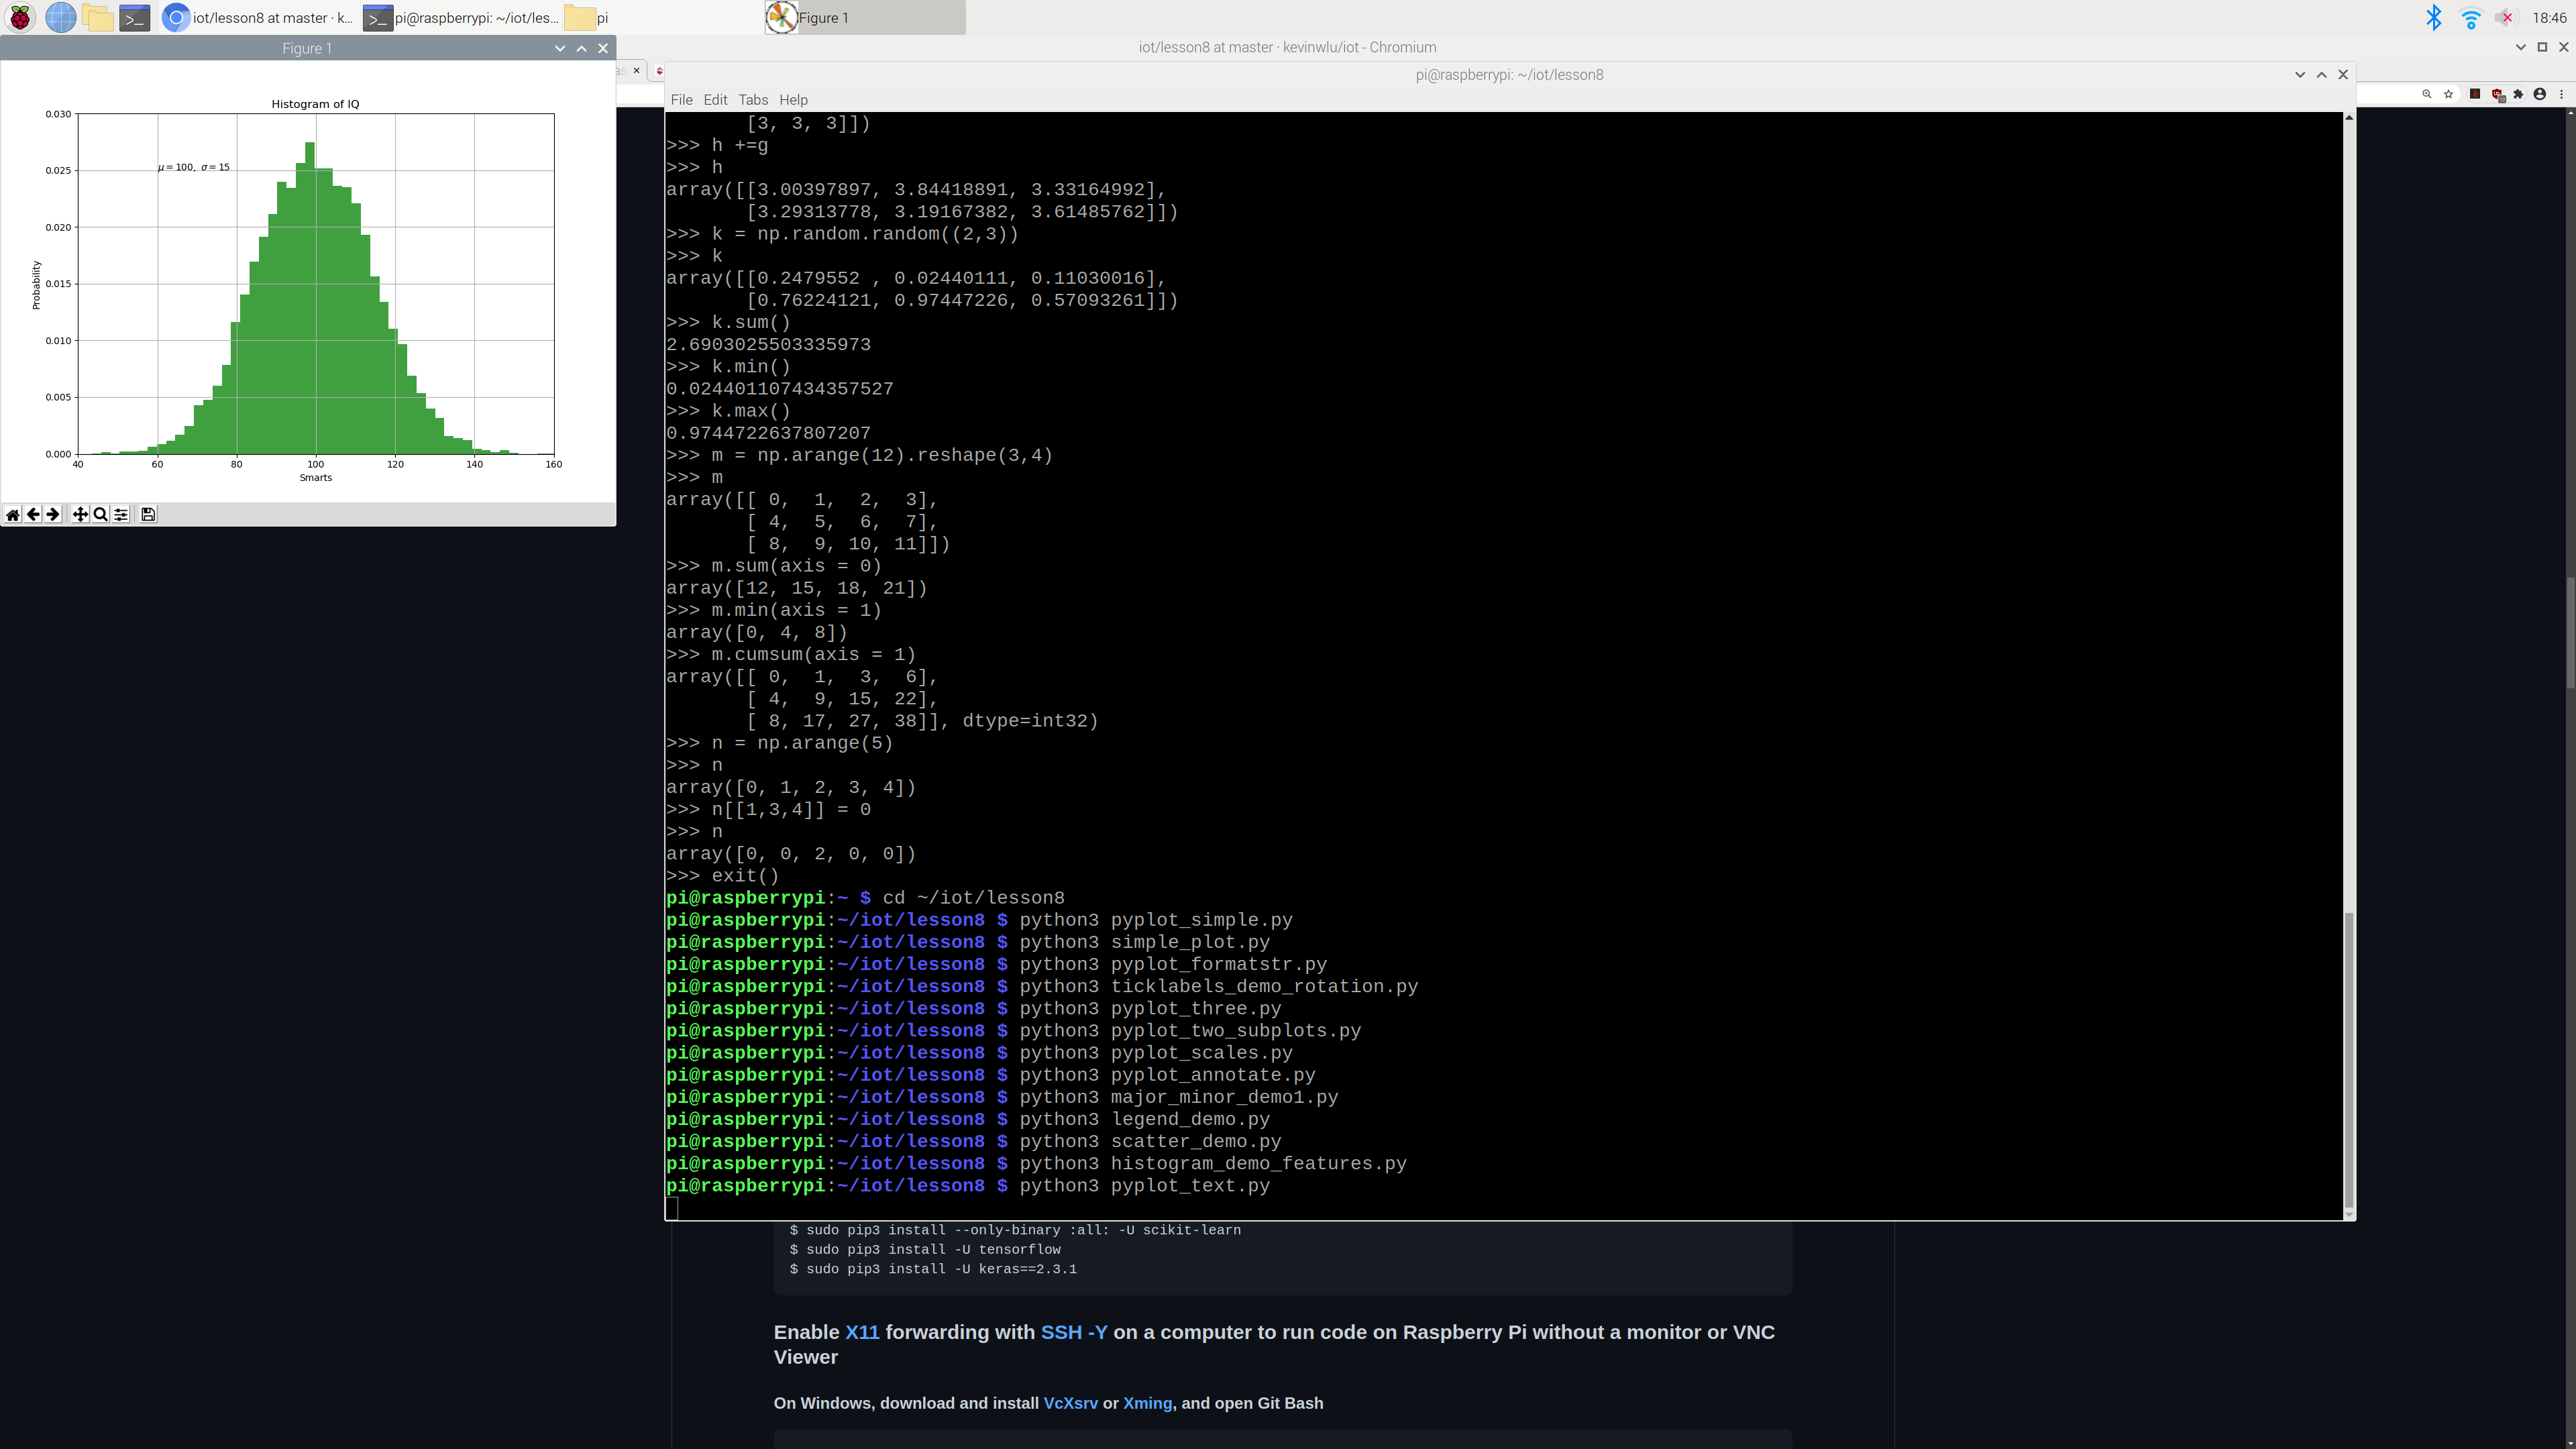 iot/lesson8 at master · k...
pi@raspberrypi: ~/iot/les...
pi
Figure 1
18:46
Figure 1
iot/lesson8 at master · kevinwlu/iot - Chromium
pi@raspberrypi: ~/iot/lesson8
File Edit Tabs Help
Histogram of IQ
0.030
0.025
0.020
0.015
0.010
0.005
0.000
μ = 100, σ = 15
Probability
40 60 80 100 120 140 160
Smarts
[3, 3, 3]])
>>> h +=g
>>> h
array([[3.00397897, 3.84418891, 3.33164992],
       [3.29313778, 3.19167382, 3.61485762]])
>>> k = np.random.random((2,3))
>>> k
array([[0.2479552 , 0.02440111, 0.11030016],
       [0.76224121, 0.97447226, 0.57093261]])
>>> k.sum()
2.6903025503335973
>>> k.min()
0.024401107434357527
>>> k.max()
0.9744722637807207
>>> m = np.arange(12).reshape(3,4)
>>> m
array([[ 0,  1,  2,  3],
       [ 4,  5,  6,  7],
       [ 8,  9, 10, 11]])
>>> m.sum(axis = 0)
array([12, 15, 18, 21])
>>> m.min(axis = 1)
array([0, 4, 8])
>>> m.cumsum(axis = 1)
array([[ 0,  1,  3,  6],
       [ 4,  9, 15, 22],
       [ 8, 17, 27, 38]], dtype=int32)
>>> n = np.arange(5)
>>> n
array([0, 1, 2, 3, 4])
>>> n[[1,3,4]] = 0
>>> n
array([0, 0, 2, 0, 0])
>>> exit()
pi@raspberrypi:~ $ cd ~/iot/lesson8
pi@raspberrypi:~/iot/lesson8 $ python3 pyplot_simple.py
pi@raspberrypi:~/iot/lesson8 $ python3 simple_plot.py
pi@raspberrypi:~/iot/lesson8 $ python3 pyplot_formatstr.py
pi@raspberrypi:~/iot/lesson8 $ python3 ticklabels_demo_rotation.py
pi@raspberrypi:~/iot/lesson8 $ python3 pyplot_three.py
pi@raspberrypi:~/iot/lesson8 $ python3 pyplot_two_subplots.py
pi@raspberrypi:~/iot/lesson8 $ python3 pyplot_scales.py
pi@raspberrypi:~/iot/lesson8 $ python3 pyplot_annotate.py
pi@raspberrypi:~/iot/lesson8 $ python3 major_minor_demo1.py
pi@raspberrypi:~/iot/lesson8 $ python3 legend_demo.py
pi@raspberrypi:~/iot/lesson8 $ python3 scatter_demo.py
pi@raspberrypi:~/iot/lesson8 $ python3 histogram_demo_features.py
pi@raspberrypi:~/iot/lesson8 $ python3 pyplot_text.py
$ sudo pip3 install --only-binary :all: -U scikit-learn
$ sudo pip3 install -U tensorflow
$ sudo pip3 install -U keras==2.3.1
Enable X11 forwarding with SSH -Y on a computer to run code on Raspberry Pi without a monitor or VNC
Viewer
On Windows, download and install VcXsrv or Xming, and open Git Bash